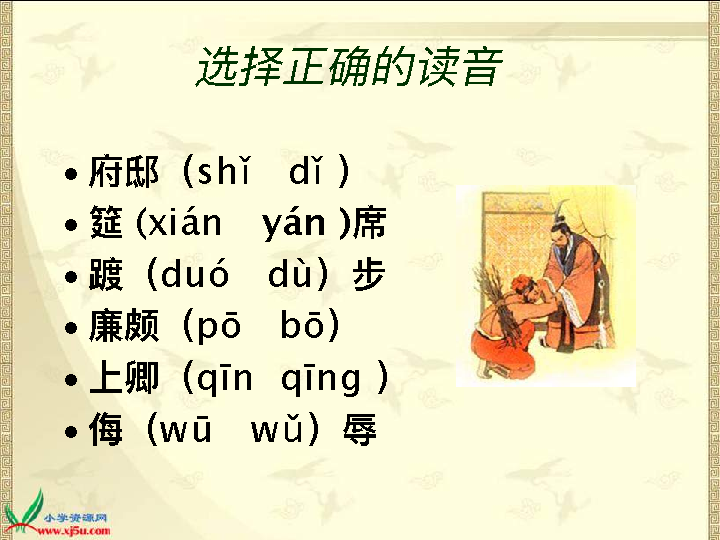 选择正确的读音
• 府邸（shǐ dǐ ）
• 筵 (xián yán )席
• 踱（duó dù）步
• 廉颇（pō bō）
• 上卿（qīn qīng ）
• 侮（wū wǔ）辱
小学资源网
www.xj5u.com